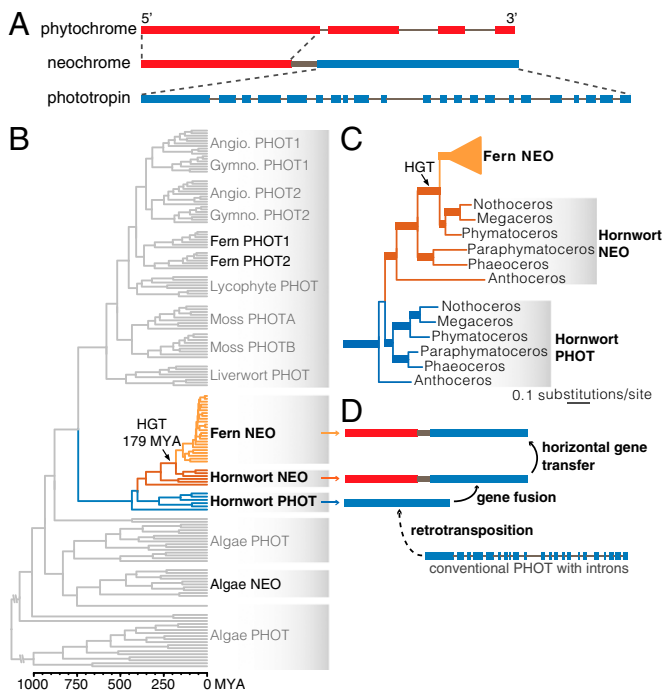 A
5'
3'
phytochrome
neochrome
phototropin
B
Angio. PHOT1
Gymno. PHOT1
Angio. PHOT2
Gymno. PHOT2
Fern PHOT1
Fern PHOT2
Lycophyte PHOT
Moss PHOTA
Moss PHOTB
Liverwort PHOT
HGT
179 MYA
Fern NEO
Hornwort NEO
Hornwort PHOT
Algae PHOT
Algae NEO
Algae PHOT
1000 750 500 250 0 MYA
C
HGT
Fern NEO
Nothoceros
Megaceros
Phymatoceros
Paraphymatoceros
Phaeoceros
Anthoceros
Hornwort
NEO
Nothoceros
Megaceros
Phymatoceros
Paraphymatoceros
Phaeoceros
Anthoceros
Hornwort
PHOT
0.1 substitutions/site
D
horizontal gene
transfer
gene fusion
retrotransposition
conventional PHOT with introns